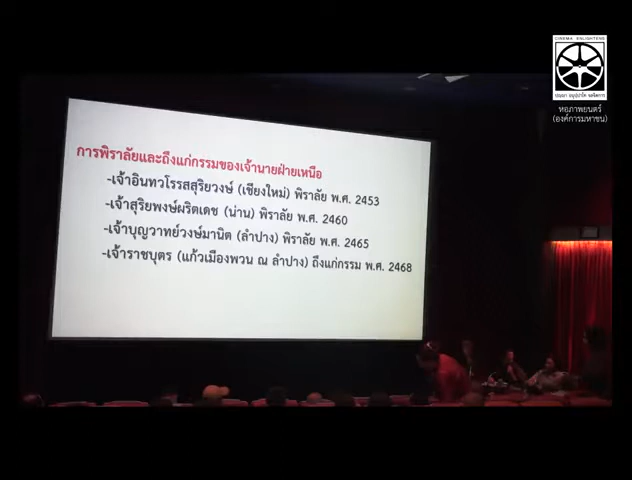 CINEMA · ENLIGHTENS
หอภาพยนตร์
(องค์การมหาชน)
การพิราลัยและถึงแก่กรรมของเจ้านายฝ่ายเหนือ
-เจ้าอินทวโรรสสุริยวงษ์ (เชียงใหม่) พิราลัย พ.ศ. 2453
-เจ้าสุริยพงษ์ผริตเดช (น่าน) พิราลัย พ.ศ. 2460
-เจ้าบุญวาทย์วงษ์มานิต (ลำปาง) พิราลัย พ.ศ. 2465
-เจ้าราชบุตร (แก้วเมืองพวน ณ ลำปาง) ถึงแก่กรรม พ.ศ. 2468